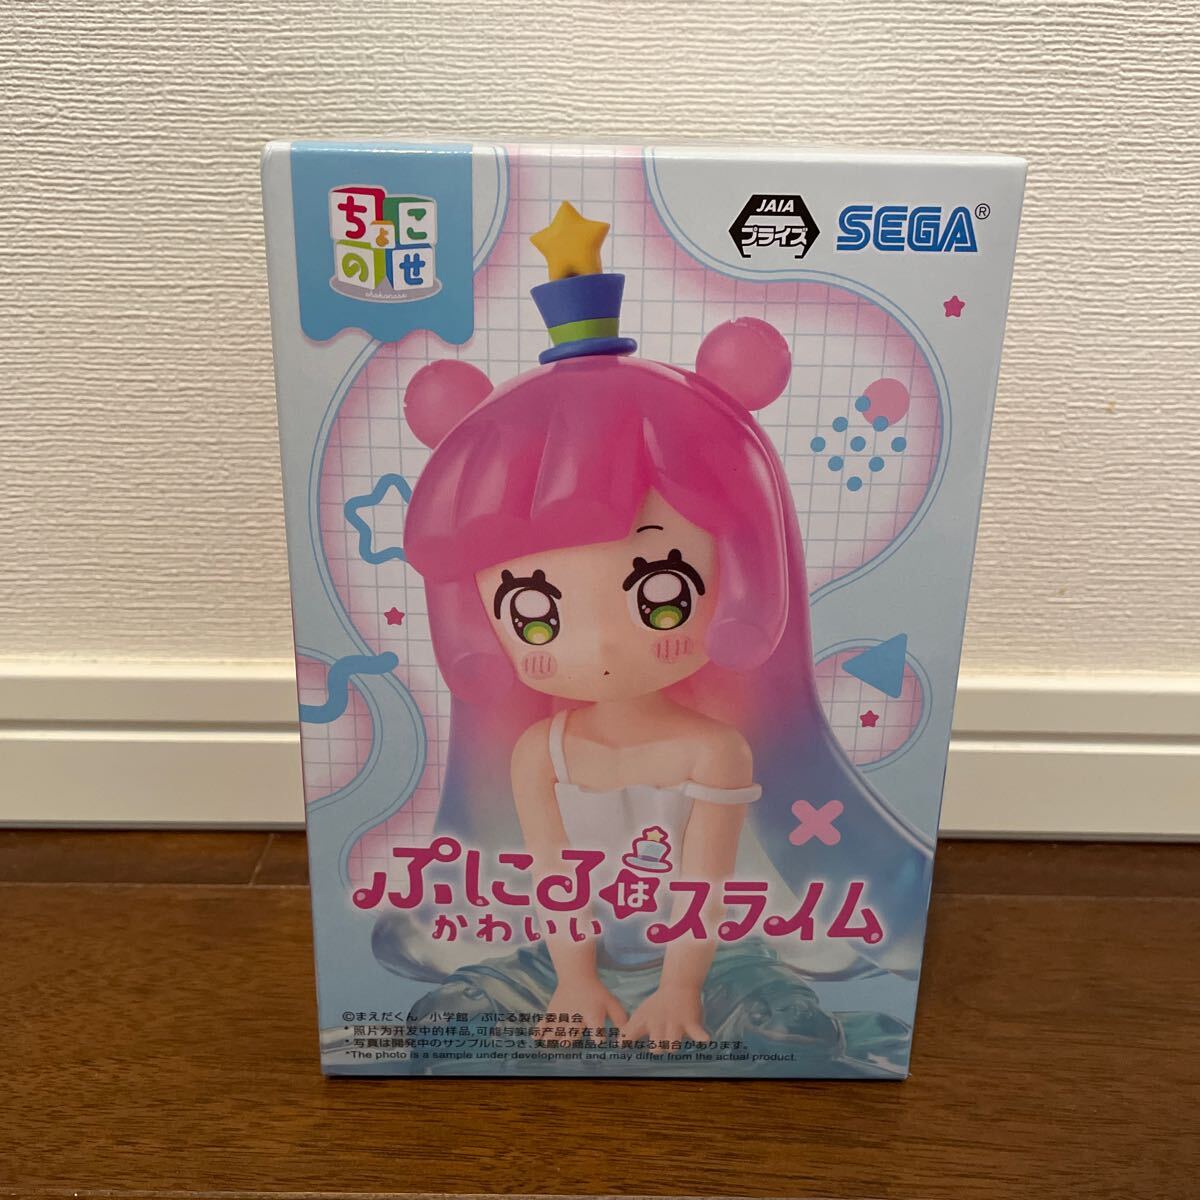 ちょこ
のせ
chokonose
JAIA
プライズ
SEGA®
ぷにるは
かわいい
スライム
©まえだくん/小学館/ぷにる製作委員会
*照片为开发中的样品,可能与实际产品存在差异。
*写真は開発中のサンプルにつき、実際の商品とは異なる場合があります。
*The photo is a sample under development and may differ from the actual product.